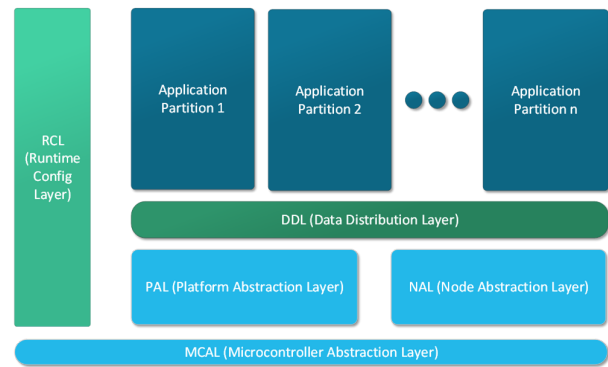 RCL
(Runtime
Config
Layer)
Application
Partition 1
Application
Partition 2
Application
Partition n
DDL (Data Distribution Layer)
PAL (Platform Abstraction Layer)
NAL (Node Abstraction Layer)
MCAL (Microcontroller Abstraction Layer)